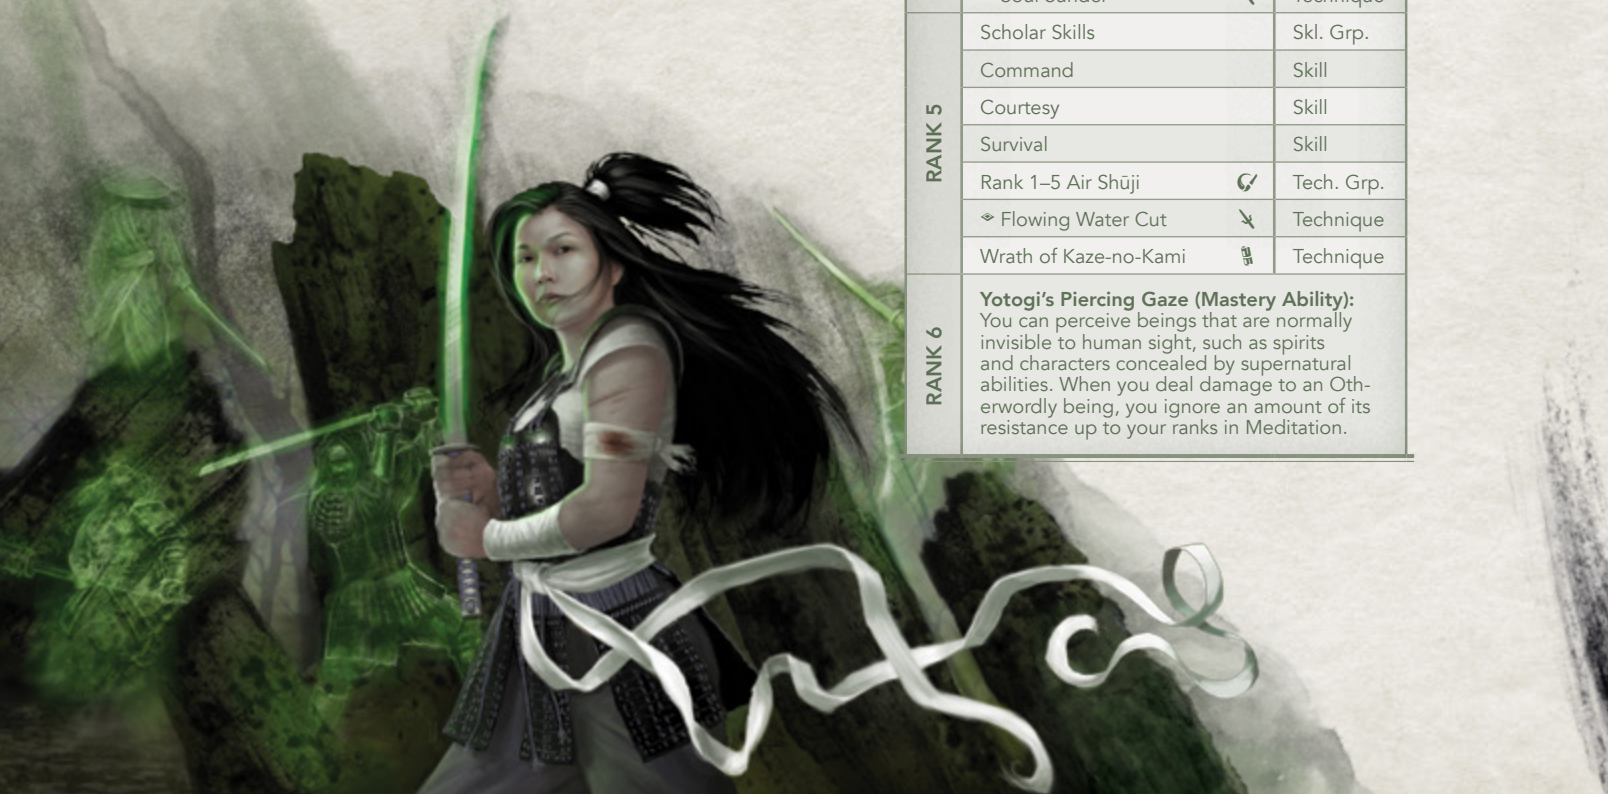 Scholar Skills Skl. Grp.
Command Skill
Courtesy Skill
Survival Skill
Rank 1–5 Air Shūji Tech. Grp.
Flowing Water Cut Technique
Wrath of Kaze-no-Kami Technique
RANK 5
Yotogi's Piercing Gaze (Mastery Ability):
You can perceive beings that are normally
invisible to human sight, such as spirits
and characters concealed by supernatural
abilities. When you deal damage to an Oth-
erwordly being, you ignore an amount of its
resistance up to your ranks in Meditation.
RANK 6